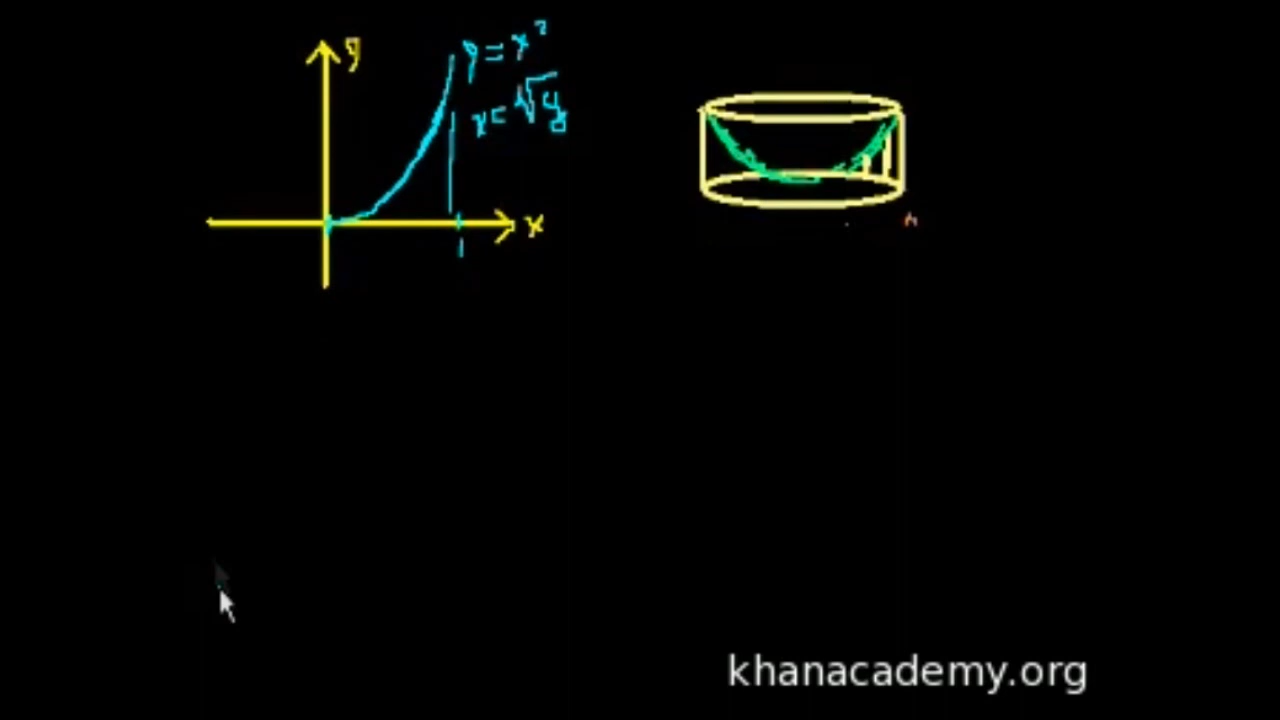 y
y = x²
x = √y
x
1
khanacademy.org